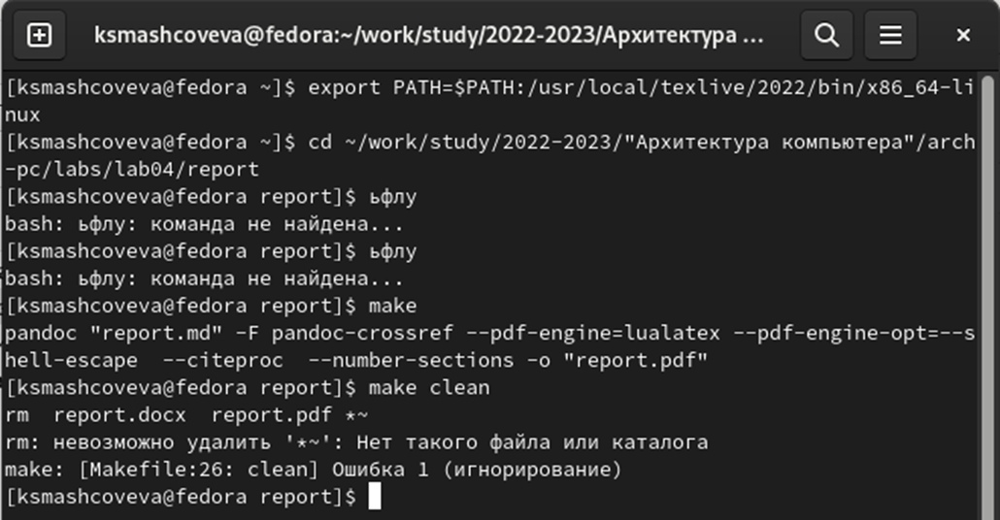 ksmashcoveva@fedora:~/work/study/2022-2023/Архитектура ...
[ksmashcoveva@fedora ~]$ export PATH=$PATH:/usr/local/texlive/2022/bin/x86_64-li
nux
[ksmashcoveva@fedora ~]$ cd ~/work/study/2022-2023/"Архитектура компьютера"/arch
-pc/labs/lab04/report
[ksmashcoveva@fedora report]$ ьфлу
bash: ьфлу: команда не найдена...
[ksmashcoveva@fedora report]$ ьфлу
bash: ьфлу: команда не найдена...
[ksmashcoveva@fedora report]$ make
pandoc "report.md" -F pandoc-crossref --pdf-engine=lualatex --pdf-engine-opt=--s
hell-escape  --citeproc  --number-sections -o "report.pdf"
[ksmashcoveva@fedora report]$ make clean
rm  report.docx  report.pdf *~
rm: невозможно удалить '*~': Нет такого файла или каталога
make: [Makefile:26: clean] Ошибка 1 (игнорирование)
[ksmashcoveva@fedora report]$